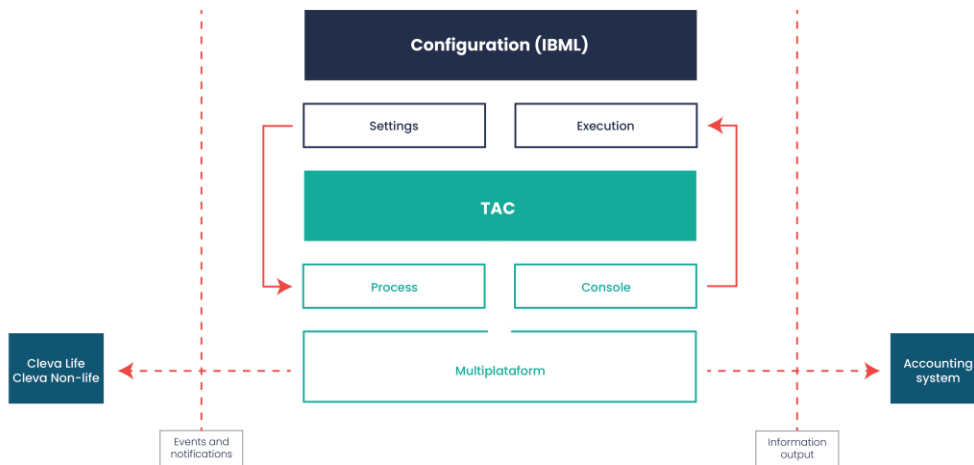 Configuration (IBML)
Settings
Execution
TAC
Process
Console
Cleva Life
Cleva Non-life
Multiplataform
Accounting
system
Events and
notifications
Information
output